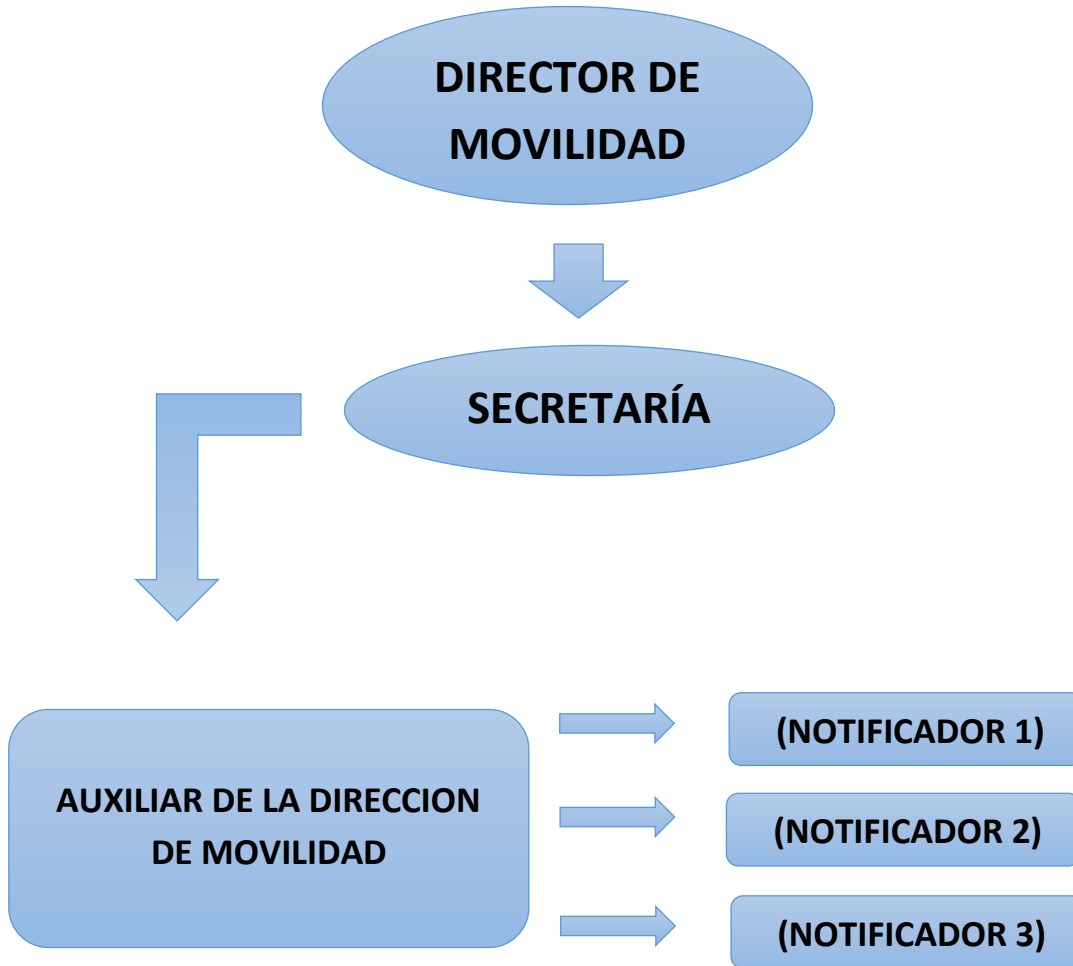 DIRECTOR DE
MOVILIDAD
SECRETARÍA
AUXILIAR DE LA DIRECCION
DE MOVILIDAD
(NOTIFICADOR 1)
(NOTIFICADOR 2)
(NOTIFICADOR 3)